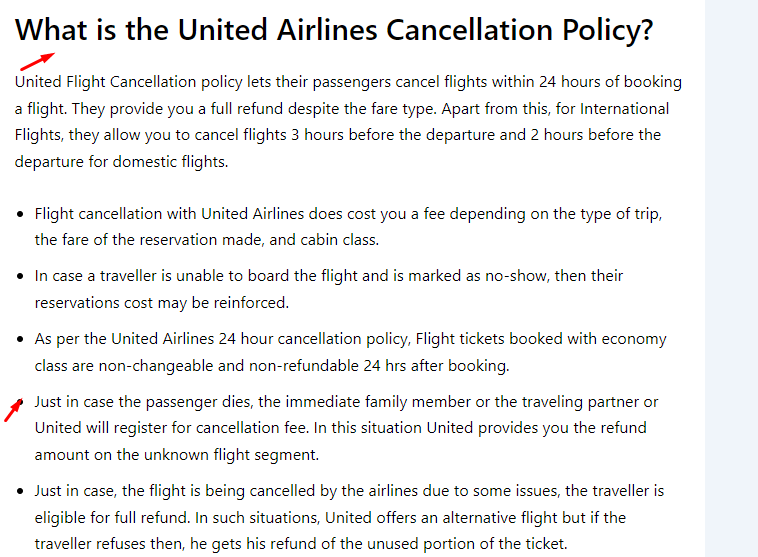 What is the United Airlines Cancellation Policy?
United Flight Cancellation policy lets their passengers cancel flights within 24 hours of booking
a flight. They provide you a full refund despite the fare type. Apart from this, for International
Flights, they allow you to cancel flights 3 hours before the departure and 2 hours before the
departure for domestic flights.
• Flight cancellation with United Airlines does cost you a fee depending on the type of trip,
the fare of the reservation made, and cabin class.
• In case a traveller is unable to board the flight and is marked as no-show, then their
reservations cost may be reinforced.
• As per the United Airlines 24 hour cancellation policy, Flight tickets booked with economy
class are non-changeable and non-refundable 24 hrs after booking.
• Just in case the passenger dies, the immediate family member or the traveling partner or
United will register for cancellation fee. In this situation United provides you the refund
amount on the unknown flight segment.
• Just in case, the flight is being cancelled by the airlines due to some issues, the traveller is
eligible for full refund. In such situations, United offers an alternative flight but if the
traveller refuses then, he gets his refund of the unused portion of the ticket.